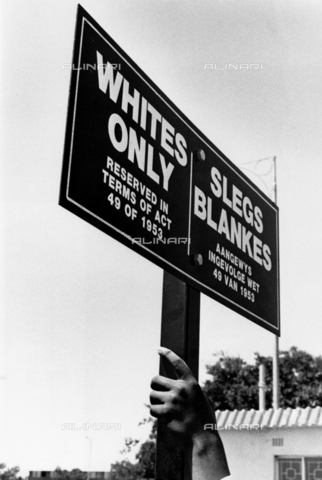 WHITES
ONLY
RESERVED IN
TERMS OF ACT
49 OF 1953
SLEGS
BLANKES
AANGEWYS
INGEVOLGE WET
49 VAN 1953
ALINARI
ALINARI
ALINARI
ALINARI
ALINARI